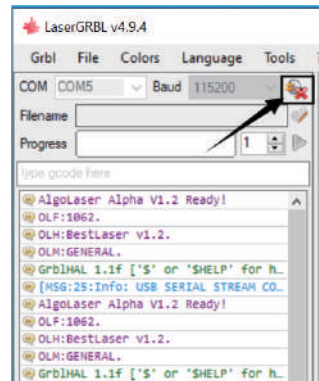 LaserGRBL v4.9.4
Grbl File Colors Language Tools
COM COM5 Baud 115200
Filename
Progress 1
type gcode here
AlgoLaser Alpha V1.2 Ready!
OLF:1062.
OLH:BestLaser v1.2.
OLM:GENERAL.
GrblHAL 1.1f ['$' or '$HELP' for h…
[MSG:25:Info: USB SERIAL STREAM CO…
AlgoLaser Alpha V1.2 Ready!
OLF:1062.
OLH:BestLaser v1.2.
OLM:GENERAL.
GrblHAL 1.1f ['$' or '$HELP' for h…